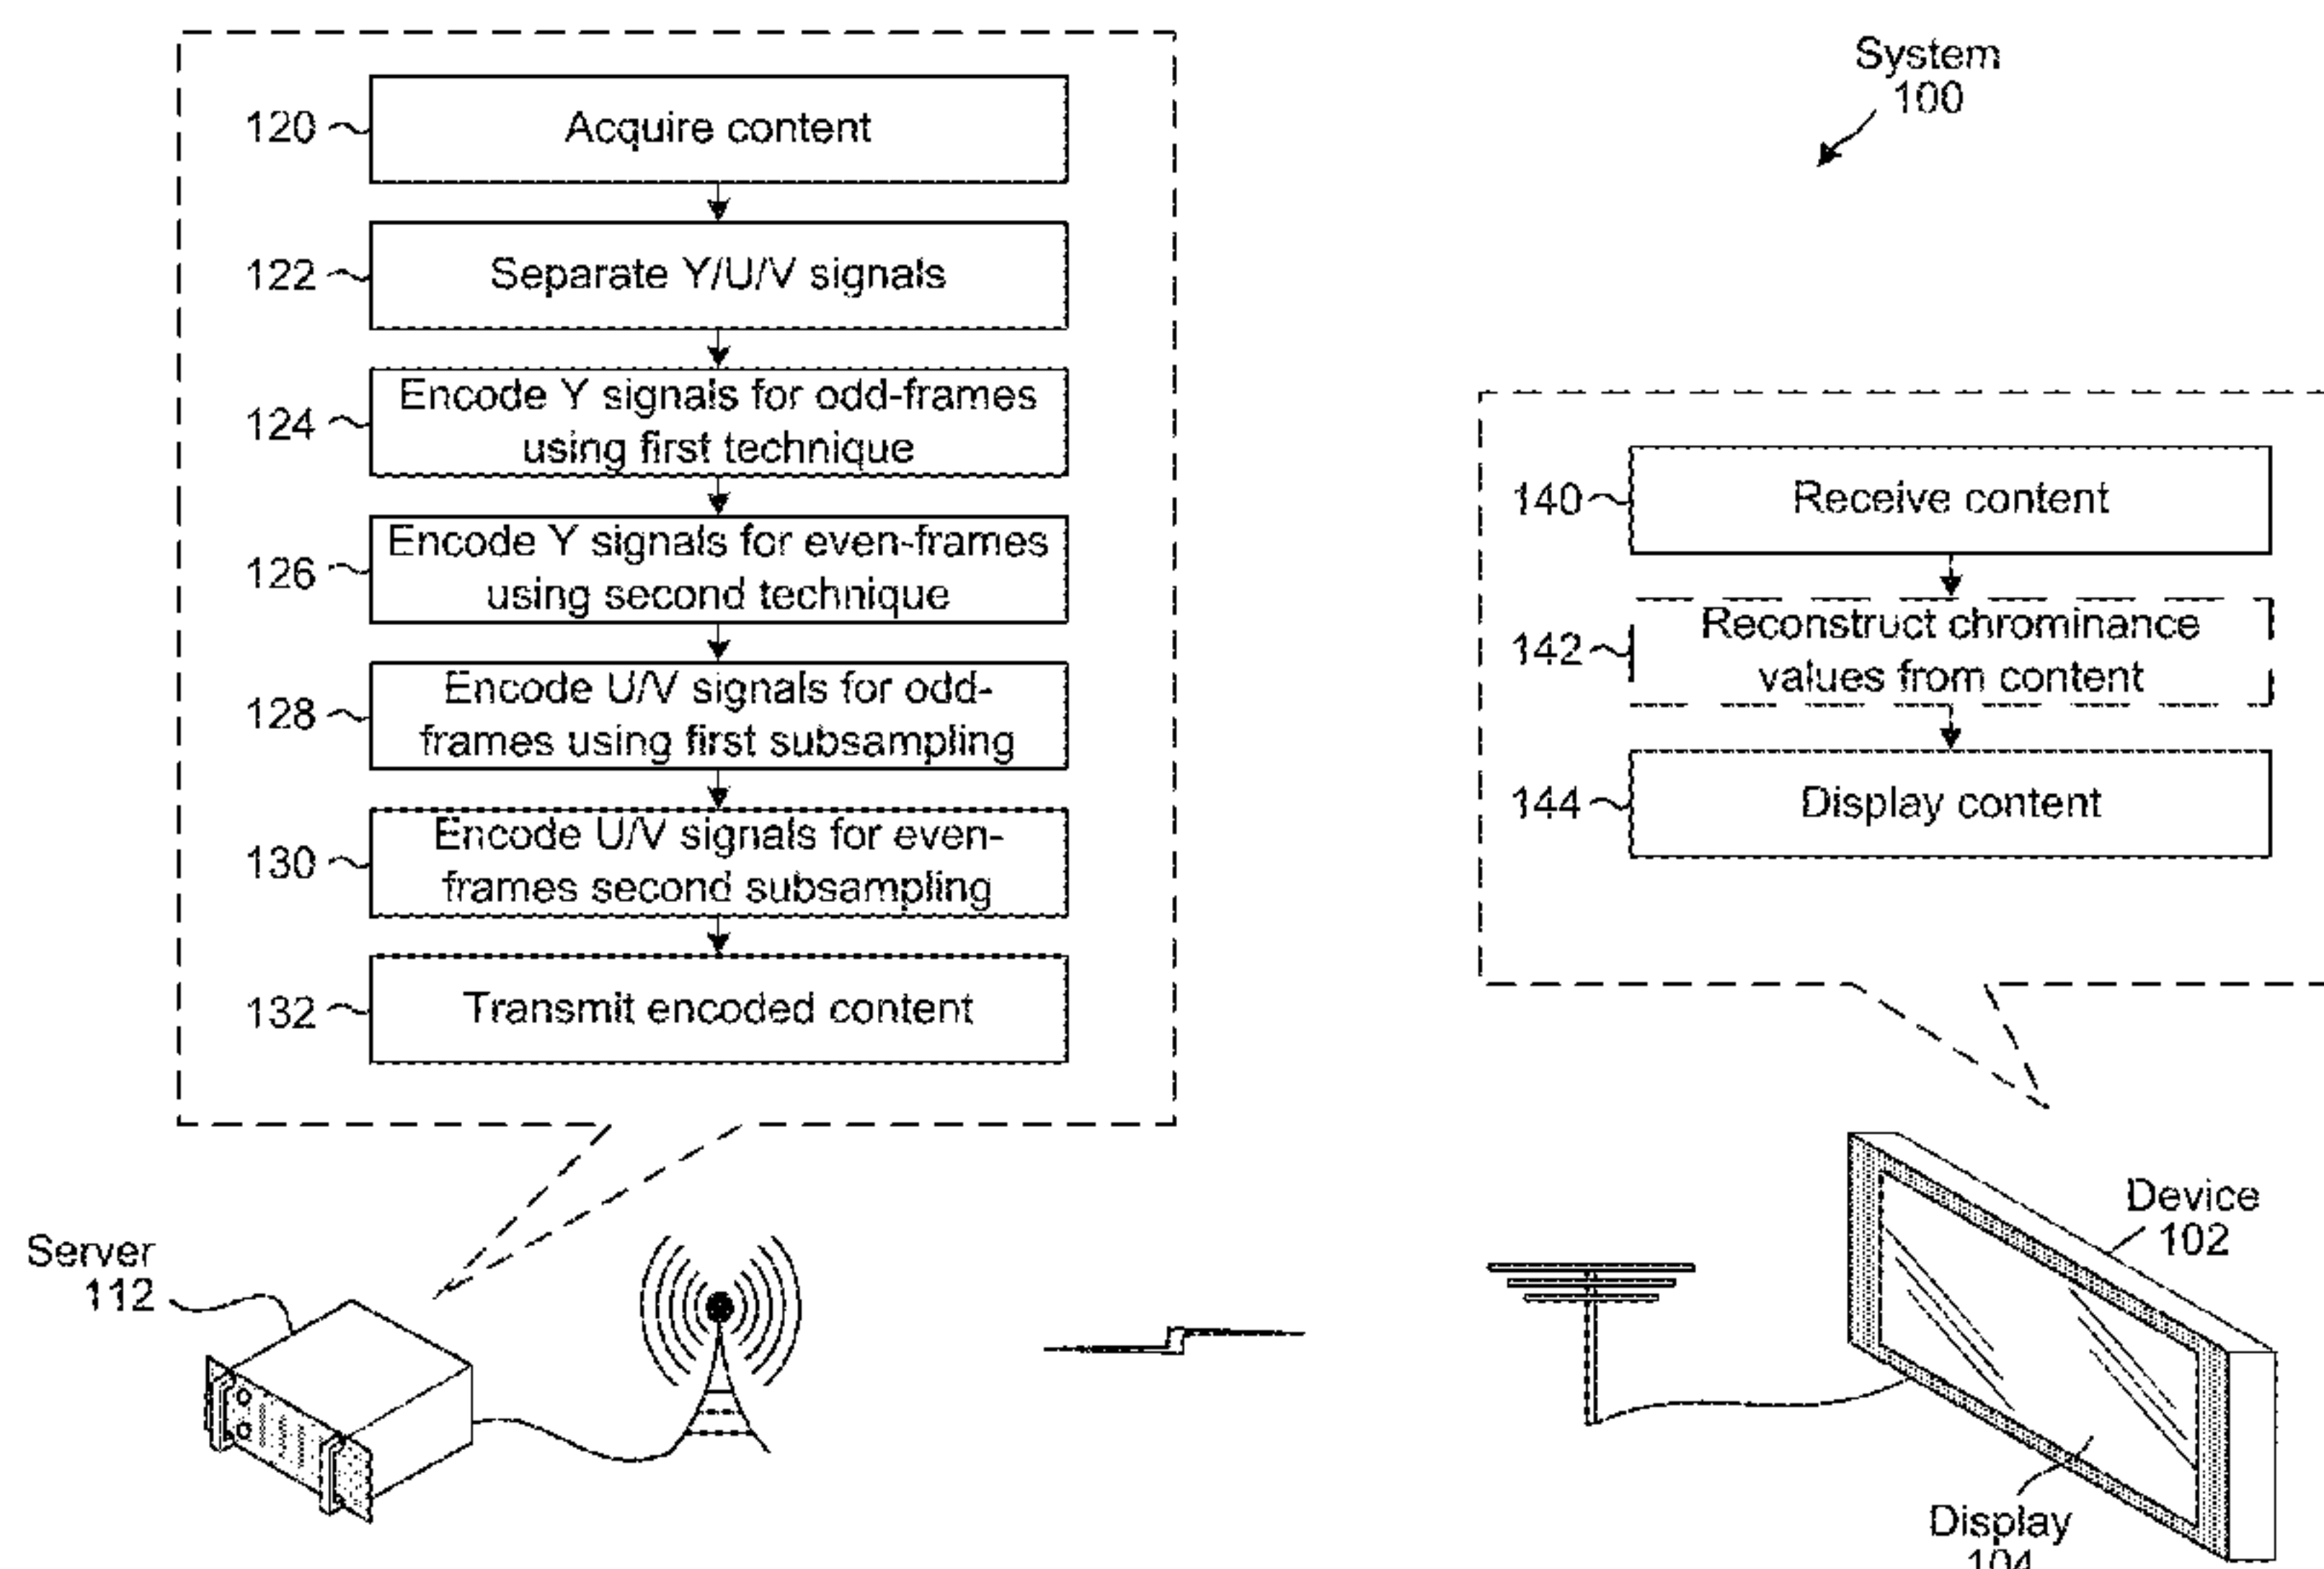 System
100
120
Acquire content
122
Separate Y/U/V signals
124
Encode Y signals for odd-frames
using first technique
126
Encode Y signals for even-frames
using second technique
128
Encode U/V signals for odd-
frames using first subsampling
130
Encode U/V signals for even-
frames second subsampling
132
Transmit encoded content
140
Receive content
142
Reconstruct chrominance
values from content
144
Display content
Server
112
Device
102
Display
104